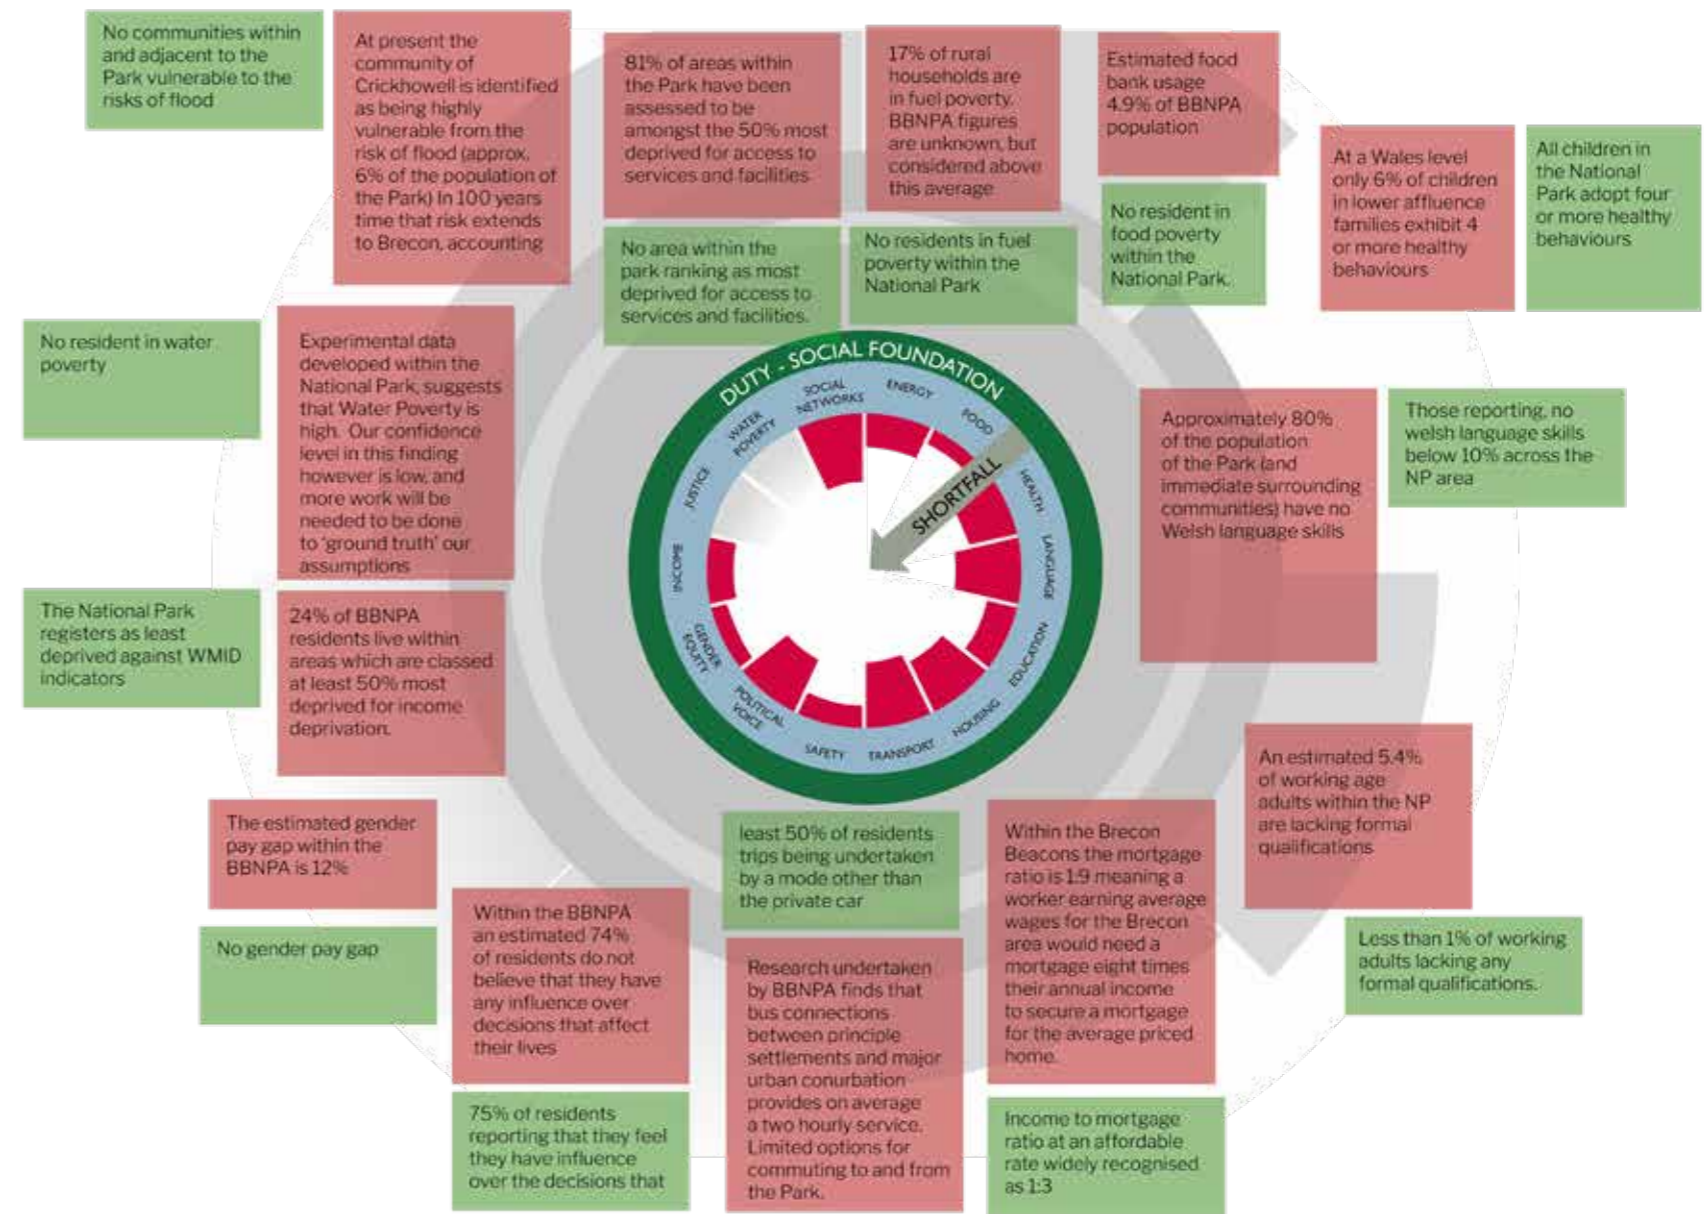 No communities within
and adjacent to the
Park vulnerable to the
risks of flood
At present the
community of
Crickhowell is identified
as being highly
vulnerable from the
risk of flood (approx.
6% of the population of
the Park) In 100 years
time that risk extends
to Brecon, accounting
81% of areas within
the Park have been
assessed to be
amongst the 50% most
deprived for access to
services and facilities
17% of rural
households are
in fuel poverty.
BBNPA figures
are unknown, but
considered above
this average
Estimated food
bank usage
4.9% of BBNPA
population
At a Wales level
only 6% of children
in lower affluence
families exhibit 4
or more healthy
behaviours
All children in
the National
Park adopt four
or more healthy
behaviours
No area within the
park ranking as most
deprived for access to
services and facilities.
No residents in fuel
poverty within the
National Park
No resident in
food poverty
within the
National Park.
No resident in water
poverty
Experimental data
developed within the
National Park, suggests
that Water Poverty is
high. Our confidence
level in this finding
however is low, and
more work will be
needed to be done
to 'ground truth' our
assumptions
DUTY - SOCIAL FOUNDATION
SOCIAL
NETWORKS
ENERGY
FOOD
HEALTH
LANGUAGE
EDUCATION
HOUSING
TRANSPORT
SAFETY
POLITICAL
VOICE
GENDER
EQUITY
INCOME
JUSTICE
WATER
POVERTY
SHORTFALL
Approximately 80%
of the population
of the Park (and
immediate surrounding
communities) have no
Welsh language skills
Those reporting, no
welsh language skills
below 10% across the
NP area
The National Park
registers as least
deprived against WMID
indicators
24% of BBNPA
residents live within
areas which are classed
at least 50% most
deprived for income
deprivation.
An estimated 5.4%
of working age
adults within the NP
are lacking formal
qualifications
Less than 1% of working
adults lacking any
formal qualifications.
The estimated gender
pay gap within the
BBNPA is 12%
No gender pay gap
Within the BBNPA
an estimated 74%
of residents do not
believe that they have
any influence over
decisions that affect
their lives
75% of residents
reporting that they feel
they have influence
over the decisions that
least 50% of residents
trips being undertaken
by a mode other than
the private car
Research undertaken
by BBNPA finds that
bus connections
between principle
settlements and major
urban conurbation
provides on average
a two hourly service.
Limited options for
commuting to and from
the Park.
Within the Brecon
Beacons the mortgage
ratio is 1:9 meaning a
worker earning average
wages for the Brecon
area would need a
mortgage eight times
their annual income
to secure a mortgage
for the average priced
home.
Income to mortgage
ratio at an affordable
rate widely recognised
as 1:3